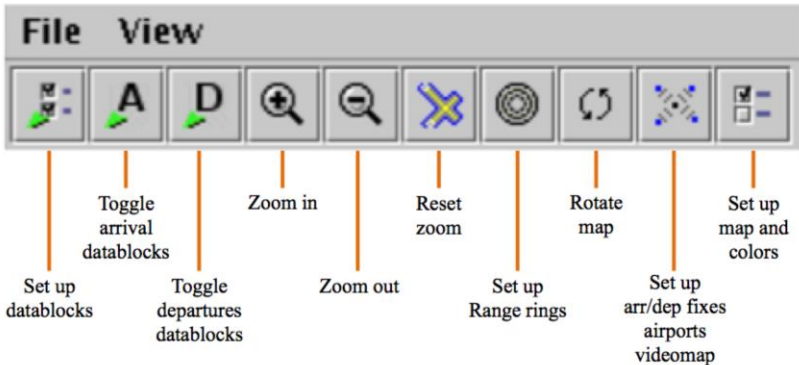 File View
A D
Toggle
arrival
datablocks
Zoom in
Reset
zoom
Rotate
map
Set up
map and
colors
Set up
datablocks
Toggle
departures
datablocks
Zoom out
Set up
Range rings
Set up
arr/dep fixes
airports
videomap